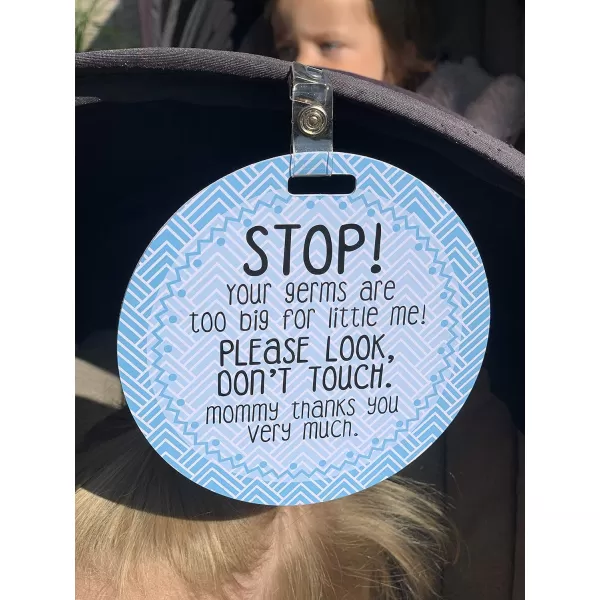 STOP!
Your germs are
too big for little me!
PLEASE LOOK,
DON'T TOUCH.
mommy thanks you
very much.